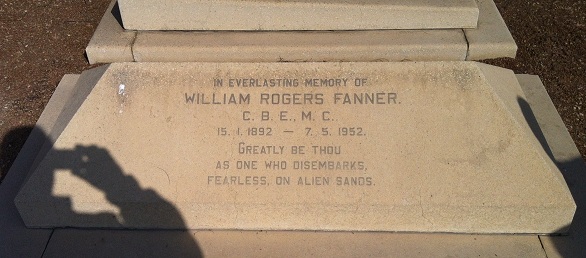 IN EVERLASTING MEMORY OF
WILLIAM ROGERS FANNER.
C. B. E., M. C.
15. 1. 1892 — 7. 5. 1952.
GREATLY BE THOU
AS ONE WHO DISEMBARKS,
FEARLESS, ON ALIEN SANDS.